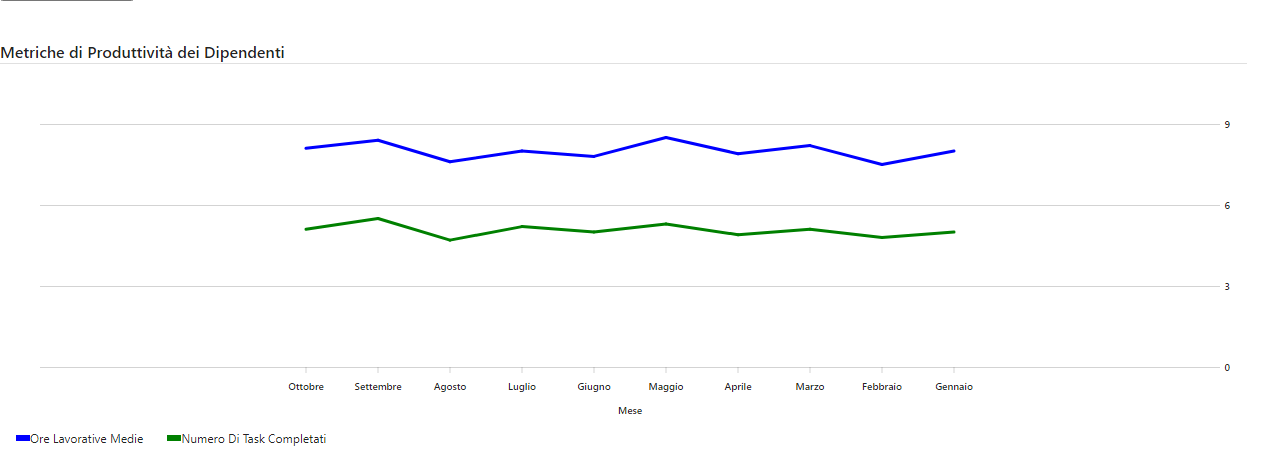 Metriche di Produttività dei Dipendenti
9
6
3
0
Ottobre Settembre Agosto Luglio Giugno Maggio Aprile Marzo Febbraio Gennaio
Mese
Ore Lavorative Medie Numero Di Task Completati